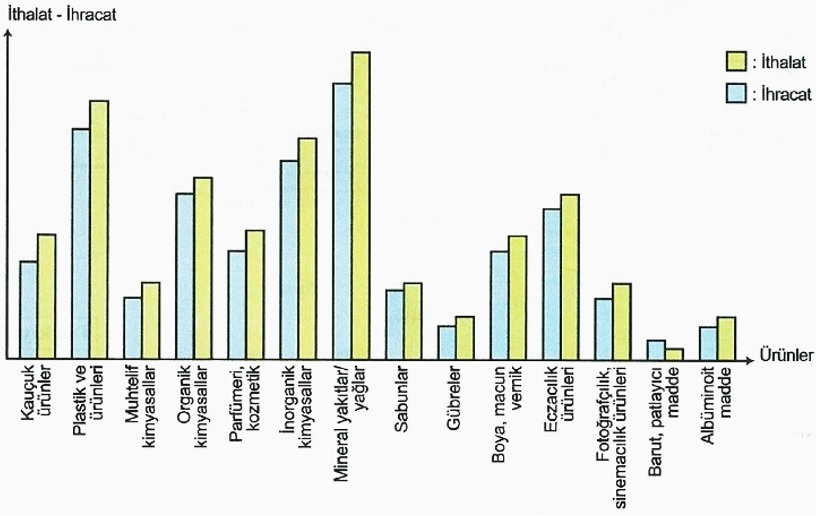 İthalat - İhracat
: İthalat
: İhracat
Ürünler
Kauçuk
ürünler
Plastik ve
ürünleri
Muhtelif
kimyasallar
Organik
kimyasallar
Parfümeri,
kozmetik
İnorganik
kimyasallar
Mineral yakıtlar/
yağlar
Sabunlar
Gübreler
Boya, macun
vernik
Eczacılık
ürünleri
Fotoğrafçılık,
sinemacılık ürünleri
Barut, patlayıcı
madde
Albüminoit
madde